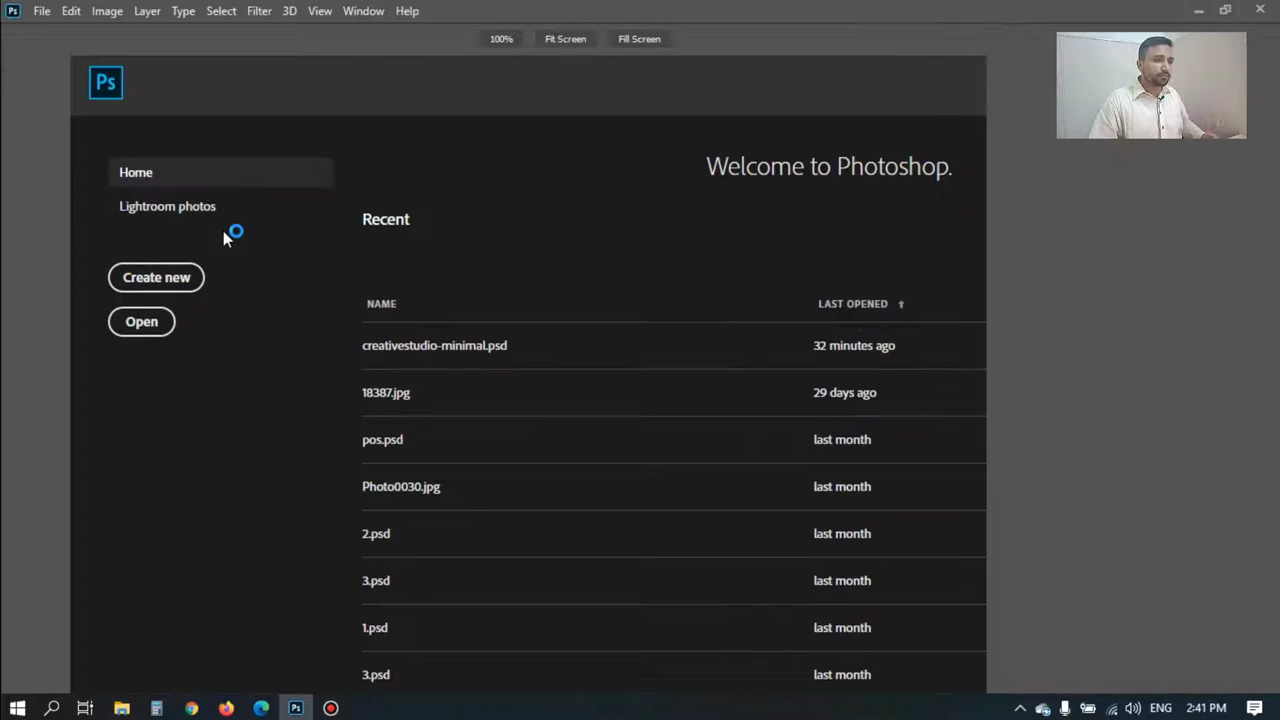 Ps File Edit Image Layer Type Select Filter 3D View Window Help
100% Fit Screen Fill Screen
Ps
Home
Lightroom photos
Create new
Open
Welcome to Photoshop.
Recent
NAME LAST OPENED ↑
creativestudio-minimal.psd 32 minutes ago
18387.jpg 29 days ago
pos.psd last month
Photo0030.jpg last month
2.psd last month
3.psd last month
1.psd last month
3.psd last month
Ps ENG 2:41 PM